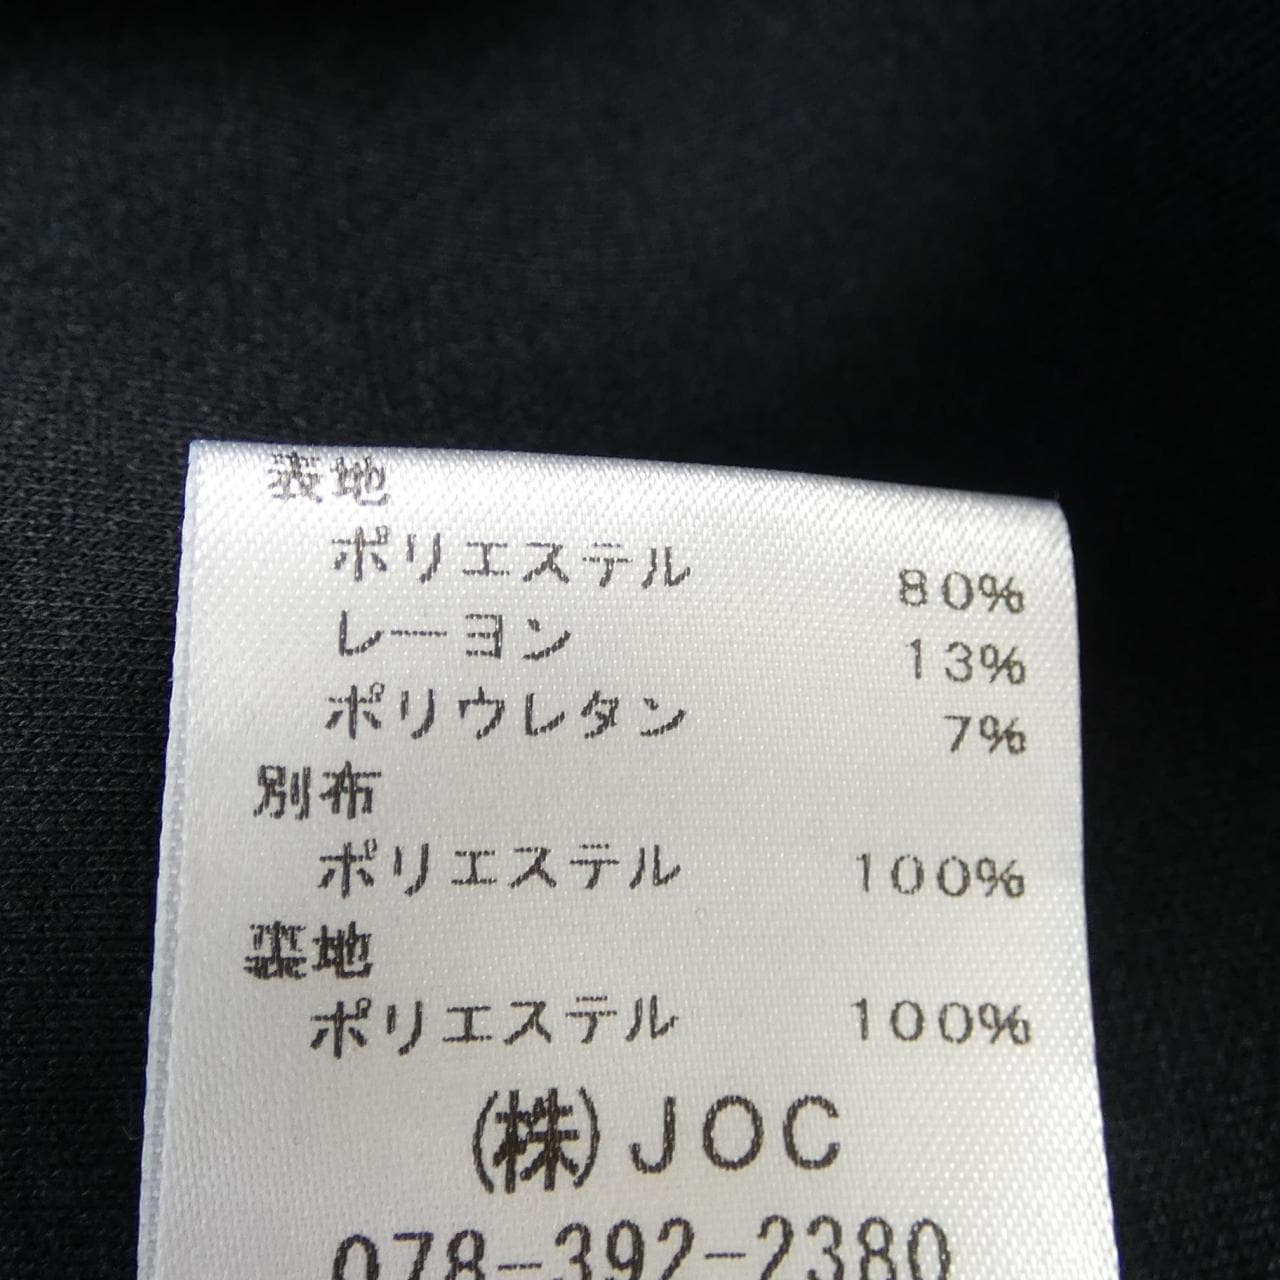 表地
ポリエステル 80%
レーヨン 13%
ポリウレタン 7%
別布
ポリエステル 100%
裏地
ポリエステル 100%
(株)JOC
078-392-2380